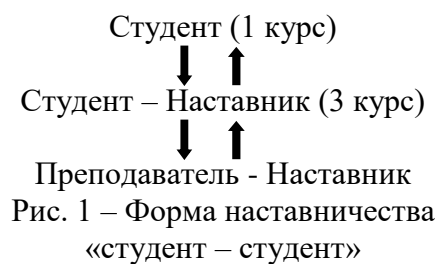 Студент (1 курс)
Студент – Наставник (3 курс)
Преподаватель - Наставник
Рис. 1 – Форма наставничества
«студент – студент»